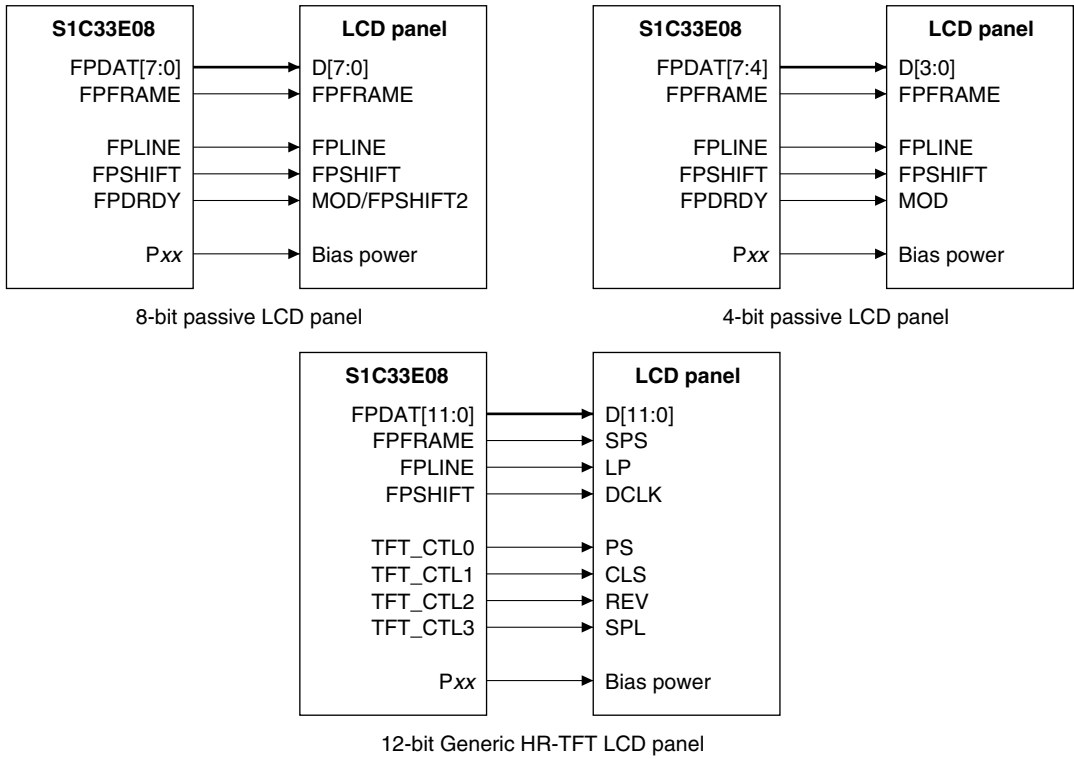 S1C33E08
LCD panel
FPDAT[7:0] D[7:0]
FPFRAME FPFRAME
FPLINE FPLINE
FPSHIFT FPSHIFT
FPDRDY MOD/FPSHIFT2
Pxx Bias power
8-bit passive LCD panel
S1C33E08
LCD panel
FPDAT[7:4] D[3:0]
FPFRAME FPFRAME
FPLINE FPLINE
FPSHIFT FPSHIFT
FPDRDY MOD
Pxx Bias power
4-bit passive LCD panel
S1C33E08
LCD panel
FPDAT[11:0] D[11:0]
FPFRAME SPS
FPLINE LP
FPSHIFT DCLK
TFT_CTL0 PS
TFT_CTL1 CLS
TFT_CTL2 REV
TFT_CTL3 SPL
Pxx Bias power
12-bit Generic HR-TFT LCD panel